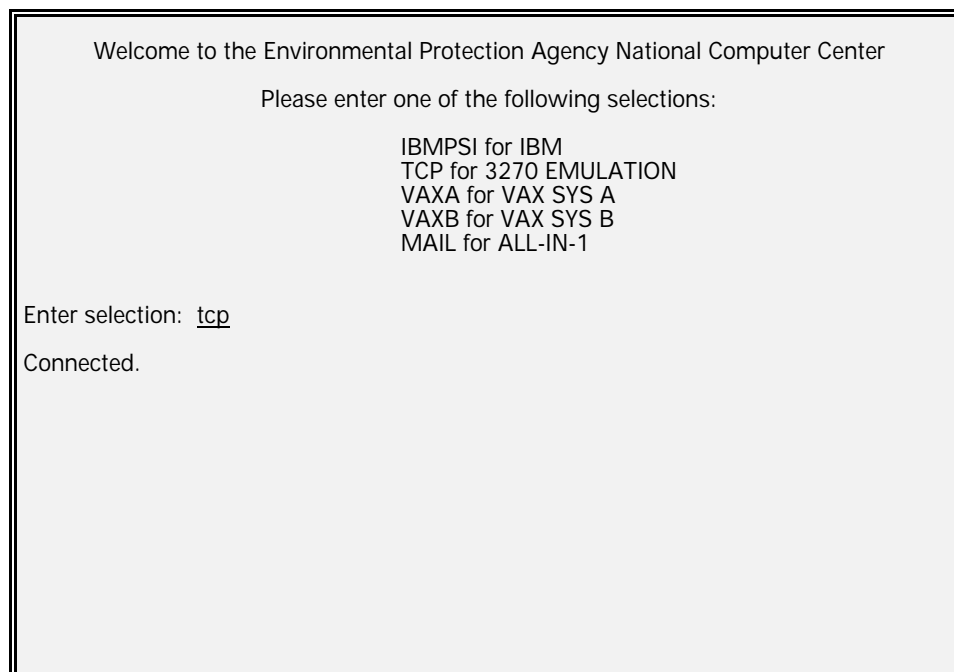 Welcome to the Environmental Protection Agency National Computer Center
Please enter one of the following selections:
IBMPSI for IBM
TCP for 3270 EMULATION
VAXA for VAX SYS A
VAXB for VAX SYS B
MAIL for ALL-IN-1
Enter selection: tcp
Connected.